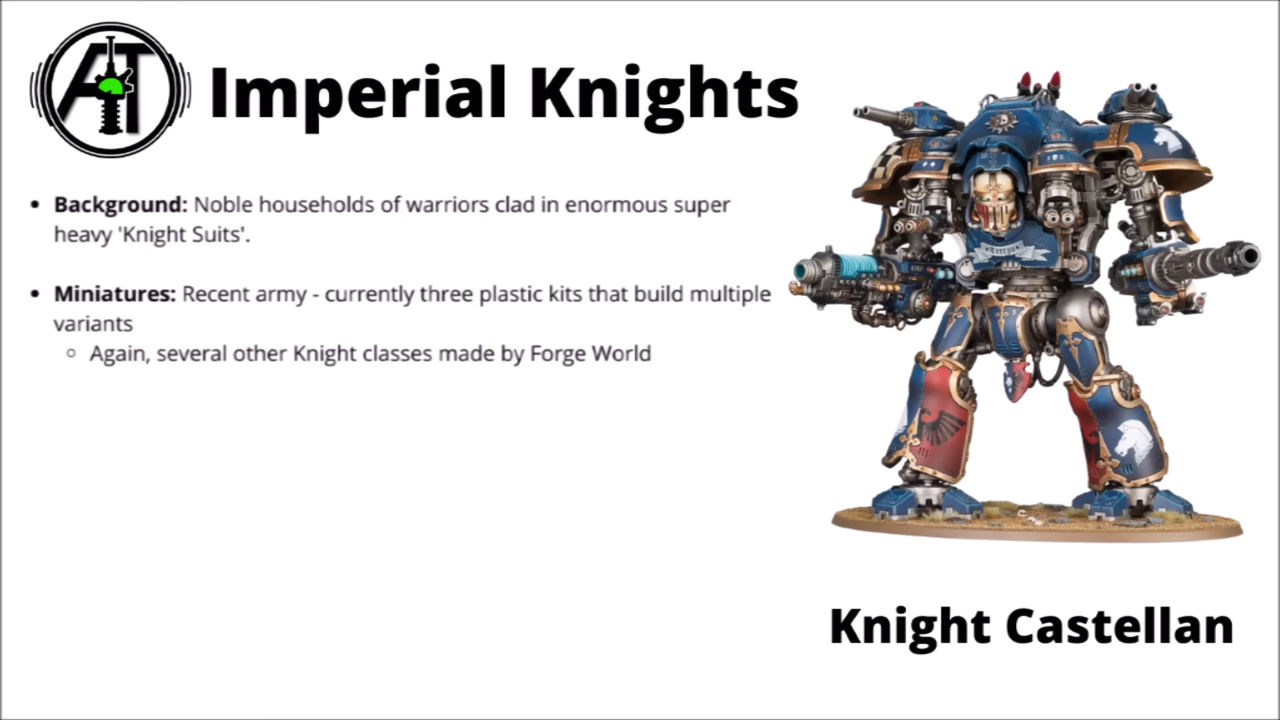 AT
Imperial Knights
Background: Noble households of warriors clad in enormous super
heavy 'Knight Suits'.
Miniatures: Recent army - currently three plastic kits that build multiple
variants
Again, several other Knight classes made by Forge World
Knight Castellan